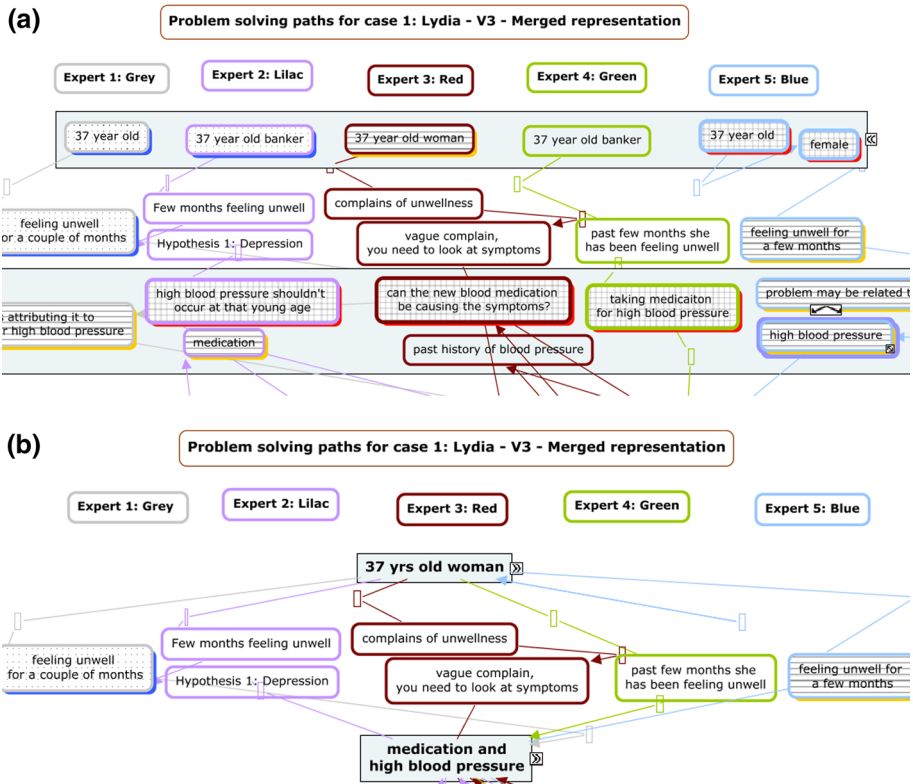 (a)
Problem solving paths for case 1: Lydia - V3 - Merged representation
Expert 1: Grey
Expert 2: Lilac
Expert 3: Red
Expert 4: Green
Expert 5: Blue
37 year old
37 year old banker
37 year old woman
37 year old banker
37 year old
female
feeling unwell
or a couple of months
Few months feeling unwell
Hypothesis 1: Depression
complains of unwellness
vague complain,
you need to look at symptoms
past few months she
has been feeling unwell
feeling unwell for
a few months
s attributing it to
r high blood pressure
high blood pressure shouldn't
occur at that young age
medication
can the new blood medication
be causing the symptoms?
past history of blood pressure
taking medicaiton
for high blood pressure
problem may be related t
high blood pressure
(b)
Problem solving paths for case 1: Lydia - V3 - Merged representation
Expert 1: Grey
Expert 2: Lilac
Expert 3: Red
Expert 4: Green
Expert 5: Blue
37 yrs old woman
feeling unwell
for a couple of months
Few months feeling unwell
Hypothesis 1: Depression
complains of unwellness
vague complain,
you need to look at symptoms
past few months she
has been feeling unwell
feeling unwell for
a few months
medication and
high blood pressure